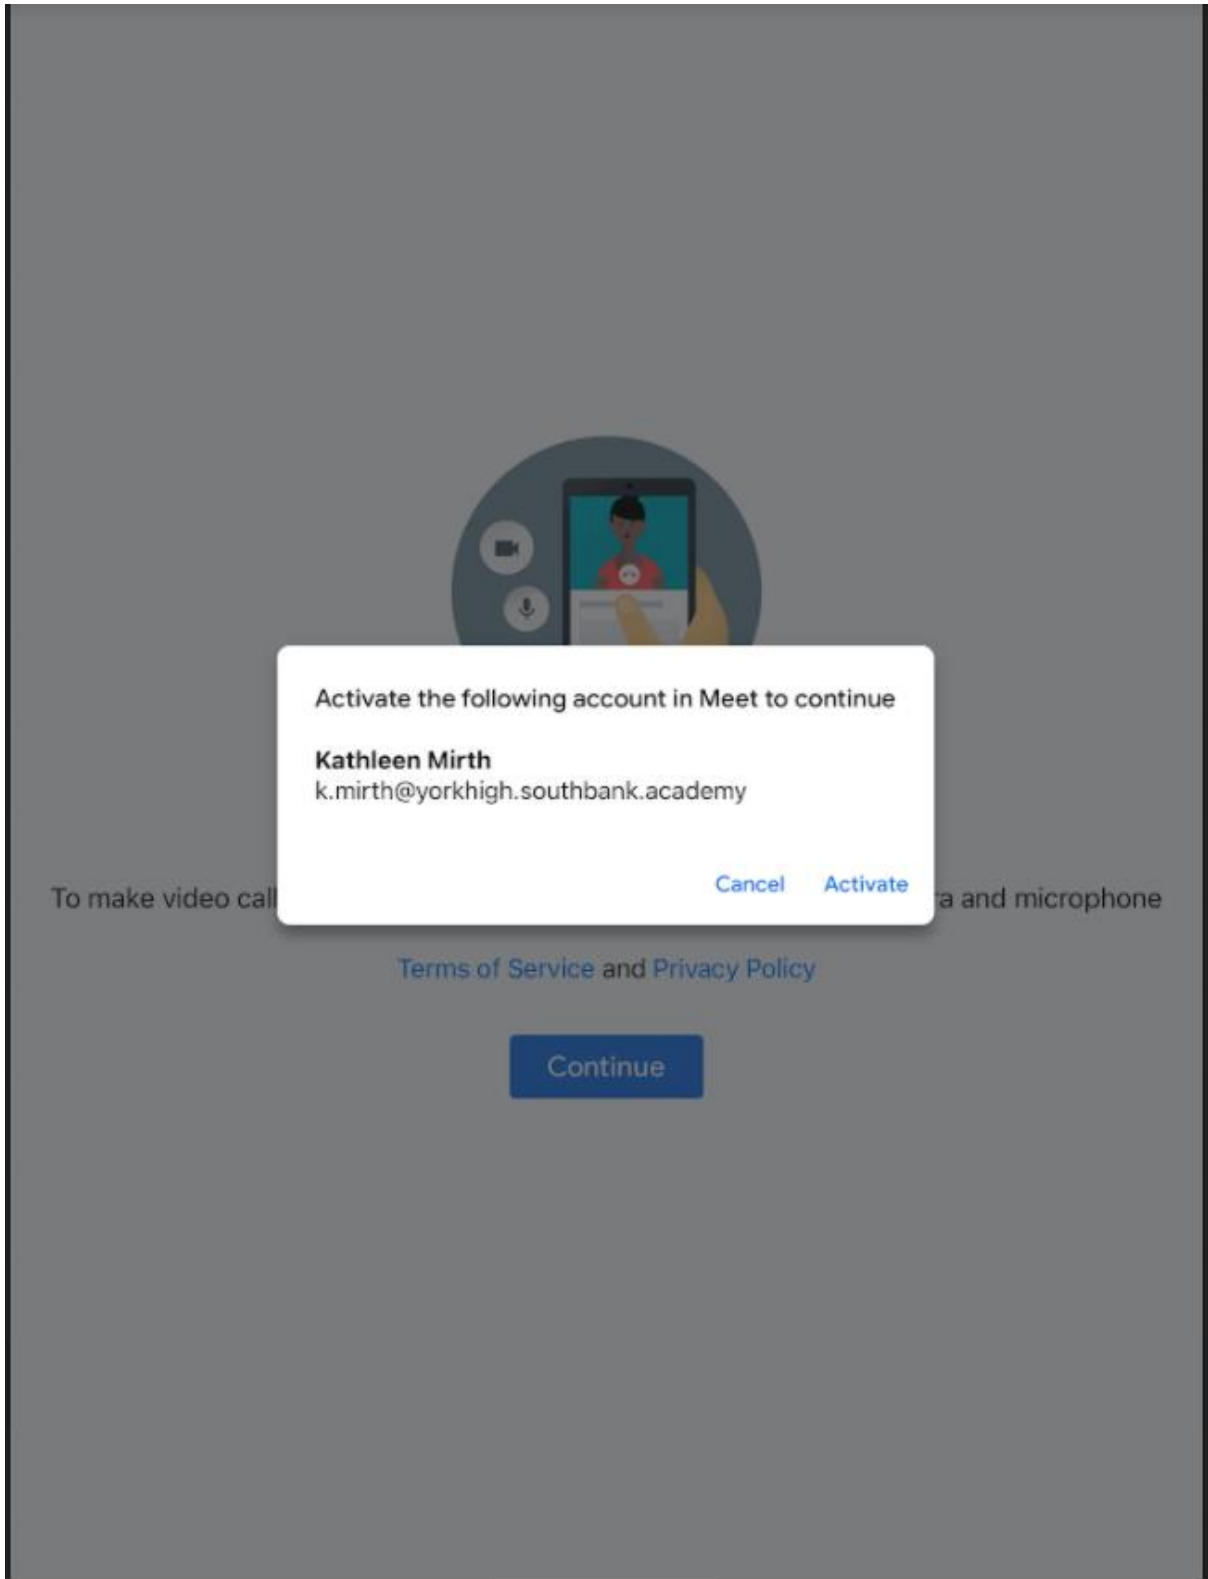 Activate the following account in Meet to continue
Kathleen Mirth
k.mirth@yorkhigh.southbank.academy
Cancel Activate
To make video call a and microphone
Terms of Service and Privacy Policy
Continue